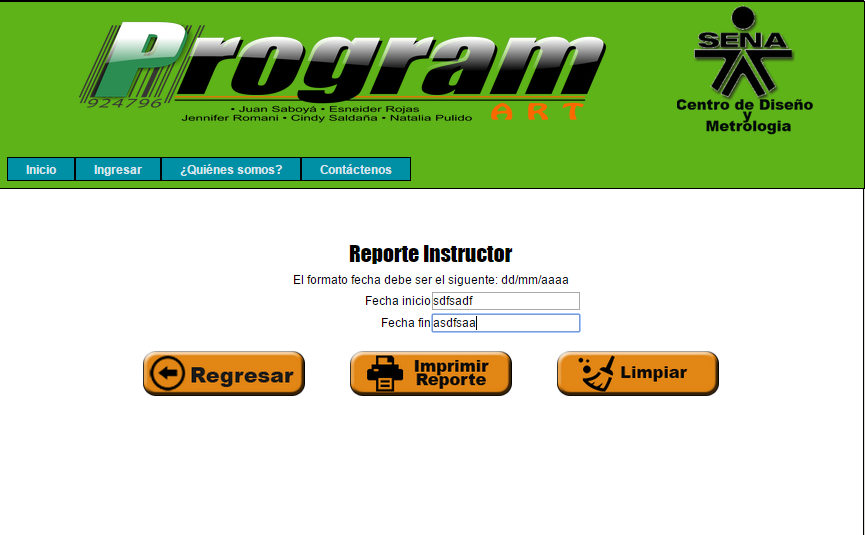 Program
924796
ART
• Juan Saboyá • Esneider Rojas
Jennifer Romani • Cindy Saldaña • Natalia Pulido
SENA
Centro de Diseño
y
Metrologia
Inicio
Ingresar
¿Quiénes somos?
Contáctenos
Reporte Instructor
El formato fecha debe ser el siguente: dd/mm/aaaa
Fecha inicio sdfsadf
Fecha fin asdfsaa
Regresar
Imprimir
Reporte
Limpiar